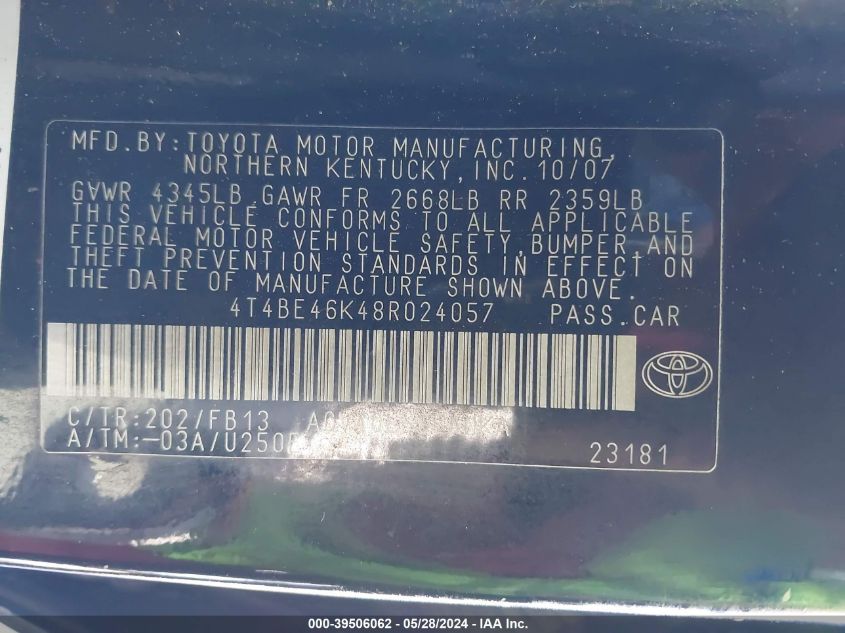 MFD.BY:TOYOTA MOTOR MANUFACTURING,
NORTHERN KENTUCKY,INC.10/07
GVWR 4345LB GAWR FR 2668LB RR 2359LB
THIS VEHICLE CONFORMS TO ALL APPLICABLE
FEDERAL MOTOR VEHICLE SAFETY,BUMPER,AND
THEFT PREVENTION STANDARDS IN EFFECT ON
THE DATE OF MANUFACTURE SHOWN ABOVE.
4T4BE46K48R024057 PASS.CAR
C/TR:202/FB13
A/TM:-03A/U250E
23181
000-39506062 - 05/28/2024 - IAA Inc.